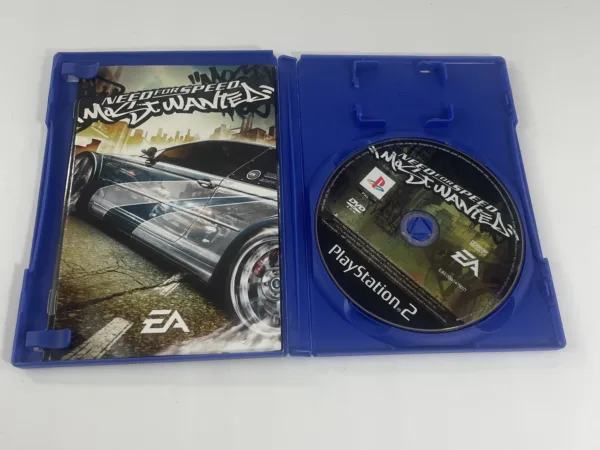 NEED FOR SPEED
MOST WANTED
EA
NEED FOR SPEED
MOST WANTED
DVD
EA
PlayStation 2